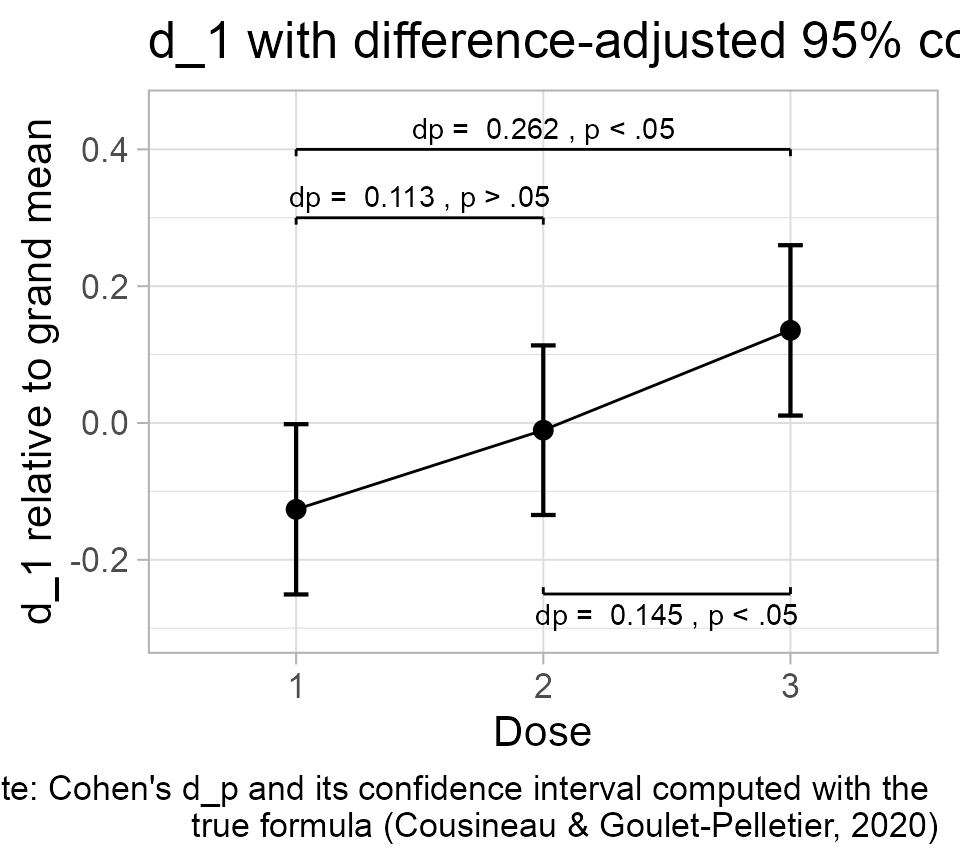 d_1 with difference-adjusted 95% co
dp =  0.262 , p < .05
dp =  0.113 , p > .05
dp =  0.145 , p < .05
d_1 relative to grand mean
0.4
0.2
0.0
-0.2
1
2
3
Dose
te: Cohen's d_p and its confidence interval computed with the
true formula (Cousineau & Goulet-Pelletier, 2020)